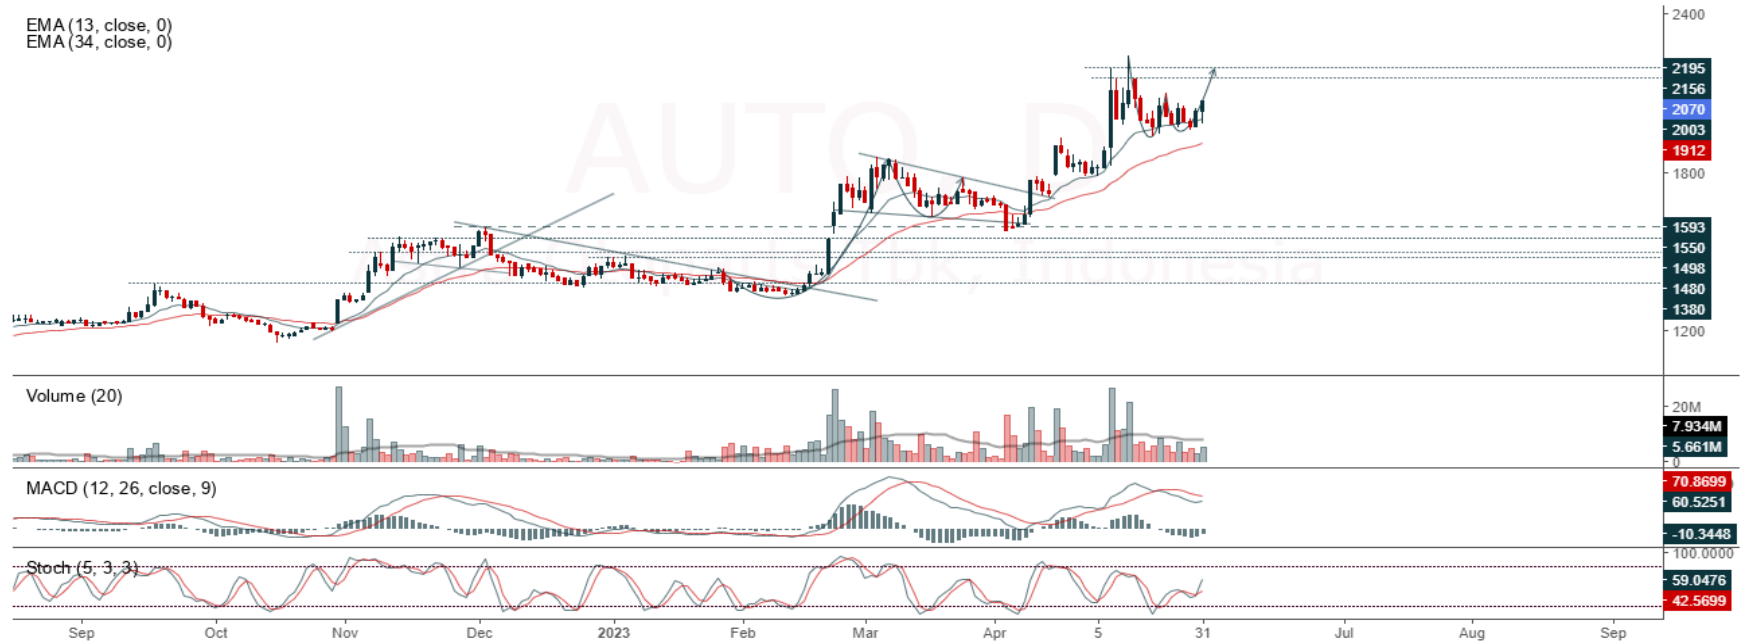 EMA (13, close, 0)
EMA (34, close, 0)
AUTO, D
2400
2195
2156
2070
2003
1912
1800
1593
1550
1498
1480
1380
1200
Volume (20)
20M
7.934M
5.661M
0
MACD (12, 26, close, 9)
70.8699
60.5251
-10.3448
Stoch (5, 3, 3)
100.0000
59.0476
42.5699
Sep Oct Nov Dec 2023 Feb Mar Apr 5 31 Jul Aug Sep